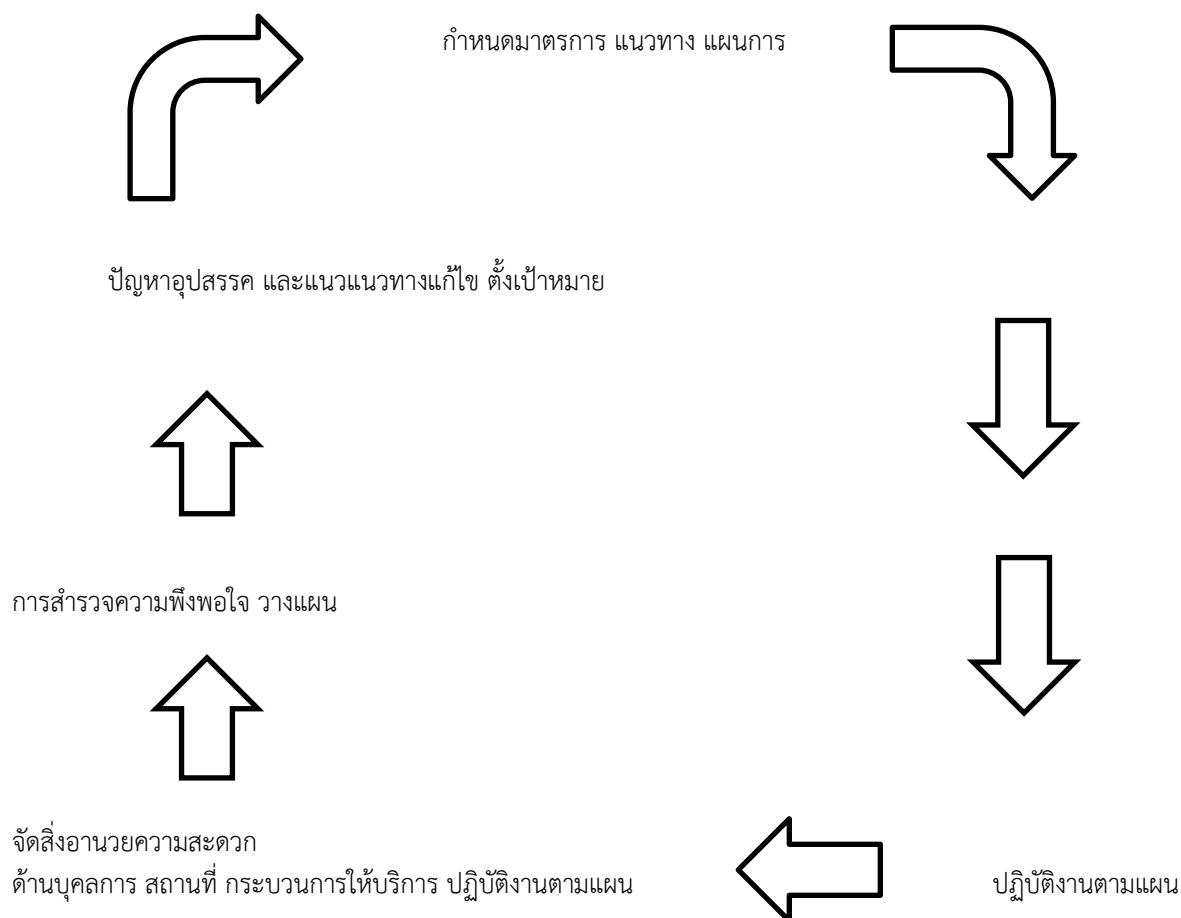 กำหนดมาตรการ แนวทาง แผนการ
ปัญหาอุปสรรค และแนวแนวทางแก้ไข ตั้งเป้าหมาย
การสำรวจความพึงพอใจ วางแผน
จัดสิ่งอานวยความสะดวก
ด้านบุคลการ สถานที่ กระบวนการให้บริการ ปฏิบัติงานตามแผน
ปฏิบัติงานตามแผน